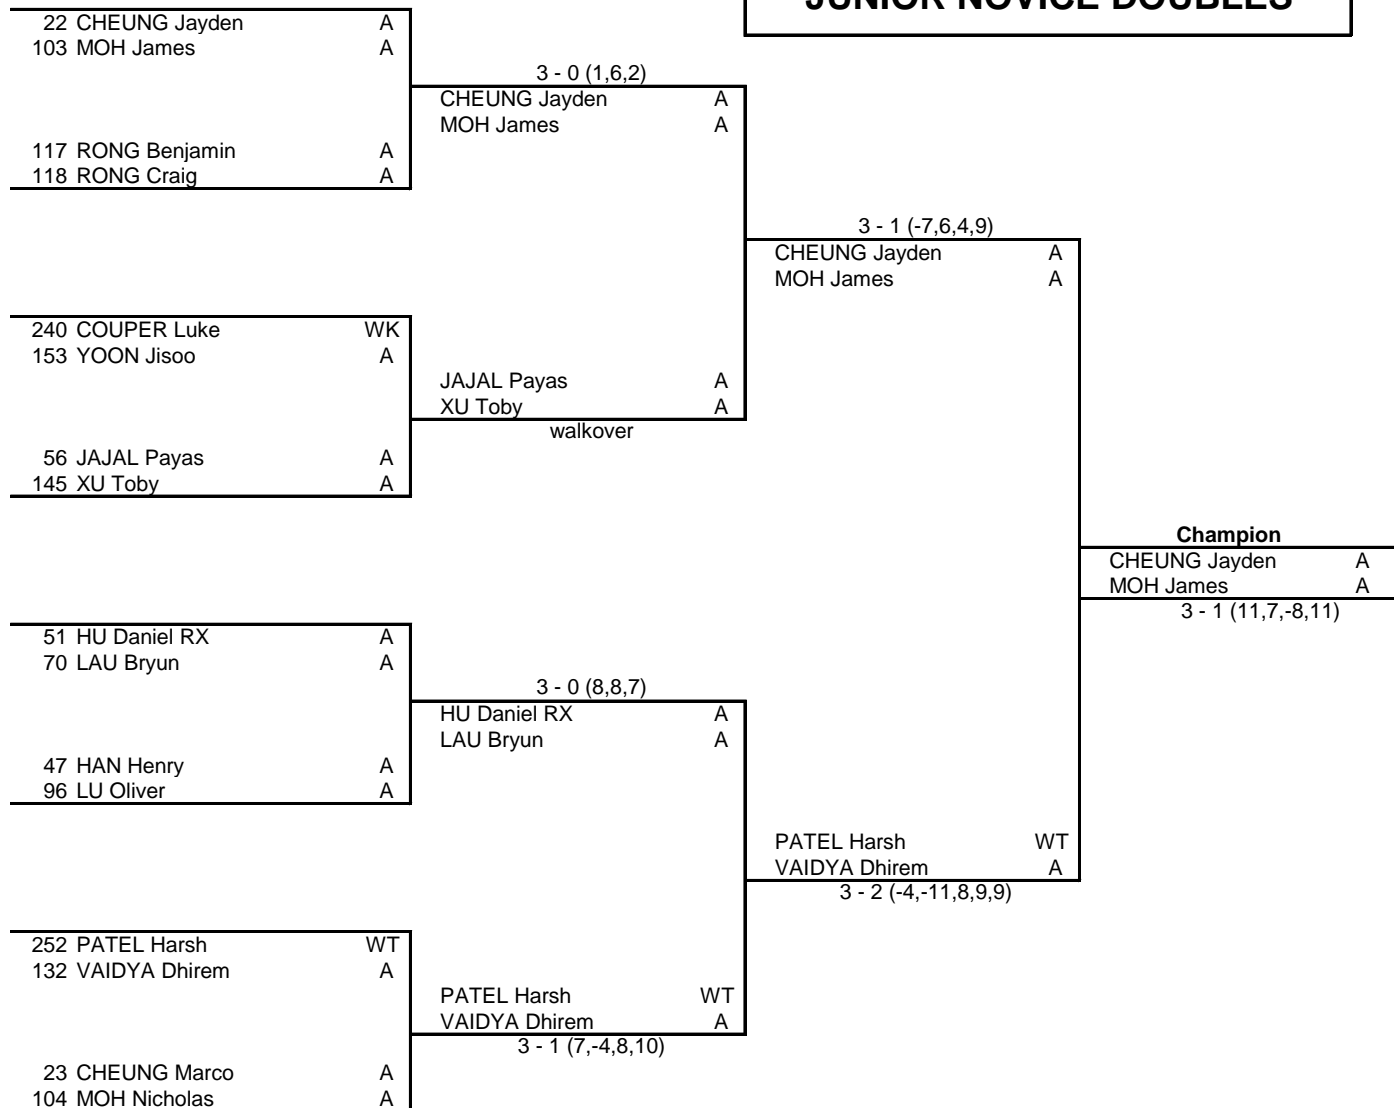 JUNIOR NOVICE DOUBLES
22 CHEUNG Jayden A
103 MOH James A
3 - 0 (1,6,2)
CHEUNG Jayden A
MOH James A
117 RONG Benjamin A
118 RONG Craig A
3 - 1 (-7,6,4,9)
CHEUNG Jayden A
MOH James A
240 COUPER Luke WK
153 YOON Jisoo A
JAJAL Payas A
XU Toby A
walkover
56 JAJAL Payas A
145 XU Toby A
Champion
CHEUNG Jayden A
MOH James A
3 - 1 (11,7,-8,11)
51 HU Daniel RX A
70 LAU Bryun A
3 - 0 (8,8,7)
HU Daniel RX A
LAU Bryun A
47 HAN Henry A
96 LU Oliver A
PATEL Harsh WT
VAIDYA Dhirem A
3 - 2 (-4,-11,8,9,9)
252 PATEL Harsh WT
132 VAIDYA Dhirem A
PATEL Harsh WT
VAIDYA Dhirem A
3 - 1 (7,-4,8,10)
23 CHEUNG Marco A
104 MOH Nicholas A